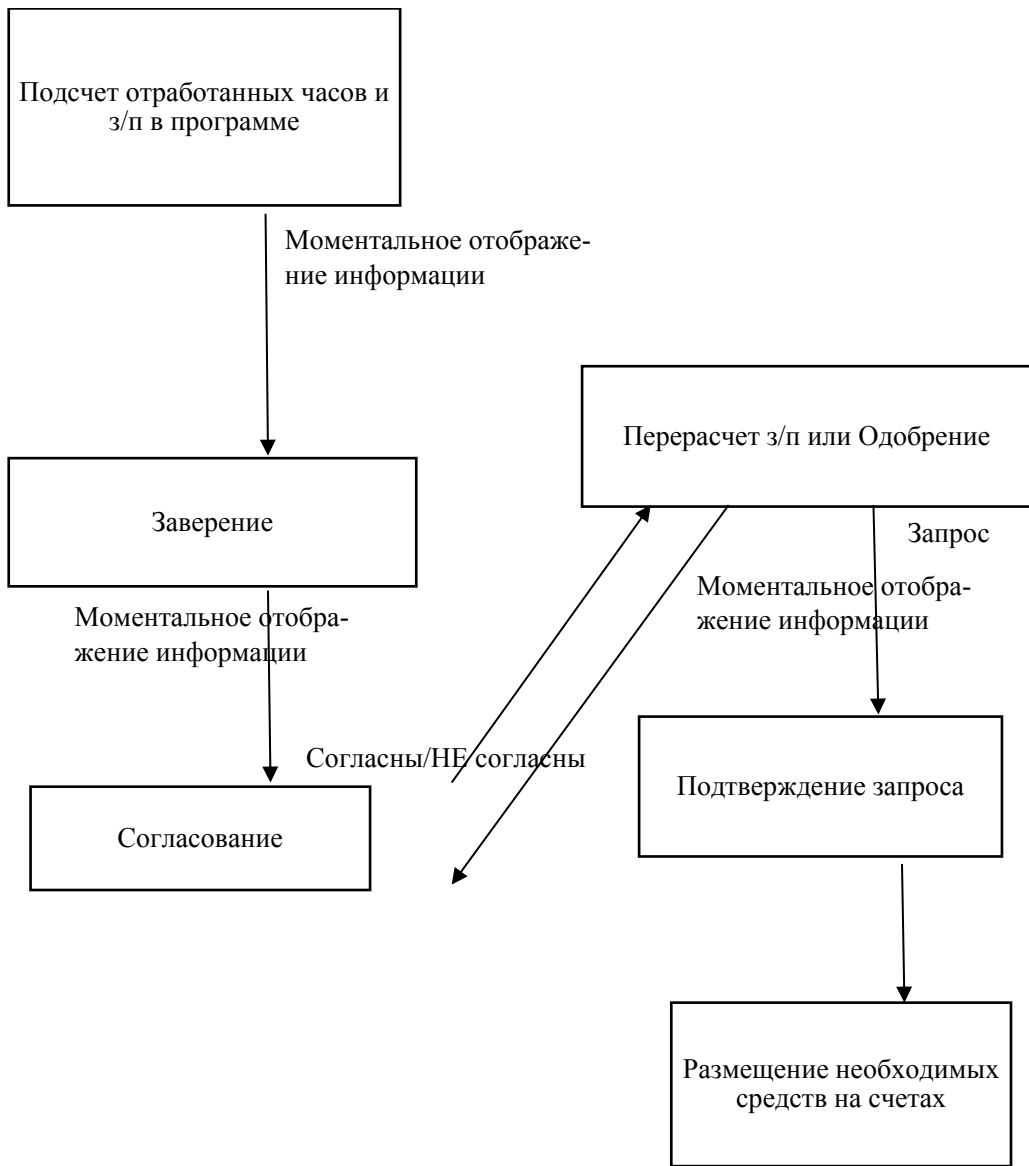 Подсчет отработанных часов и
з/п в программе
Моментальное отображе-
ние информации
Заверение
Моментальное отобра-
жение информации
Согласование
Согласны/НЕ согласны
Перерасчет з/п или Одобрение
Запрос
Моментальное отобра-
жение информации
Подтверждение запроса
Размещение необходимых
средств на счетах